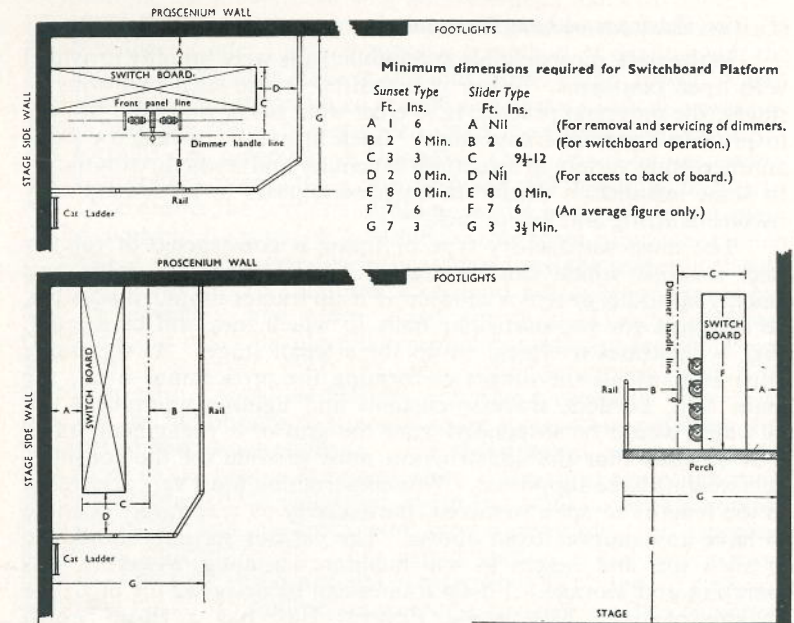 PROSCENIUM WALL
FOOTLIGHTS
A
SWITCH BOARD
Front panel line
C
D
G
Dimmer handle line
B
Rail
STAGE SIDE WALL
Cat Ladder
Minimum dimensions required for Switchboard Platform
Sunset Type Slider Type
Ft. Ins. Ft. Ins.
A 1 6 A Nil (For removal and servicing of dimmers.
B 2 6 Min. B 2 6 (For switchboard operation.)
C 3 3 C 9½-12
D 2 0 Min. D Nil (For access to back of board.)
E 8 0 Min. E 8 0 Min.
F 7 6 F 7 6 (An average figure only.)
G 7 3 G 3 3½ Min.
PROSCENIUM WALL
FOOTLIGHTS
STAGE SIDE WALL
A
SWITCH BOARD
B
Rail
C
D
Cat Ladder
G
C
Dimmer handle line
SWITCH
BOARD
F
Rail
B
A
Perch
G
E
STAGE